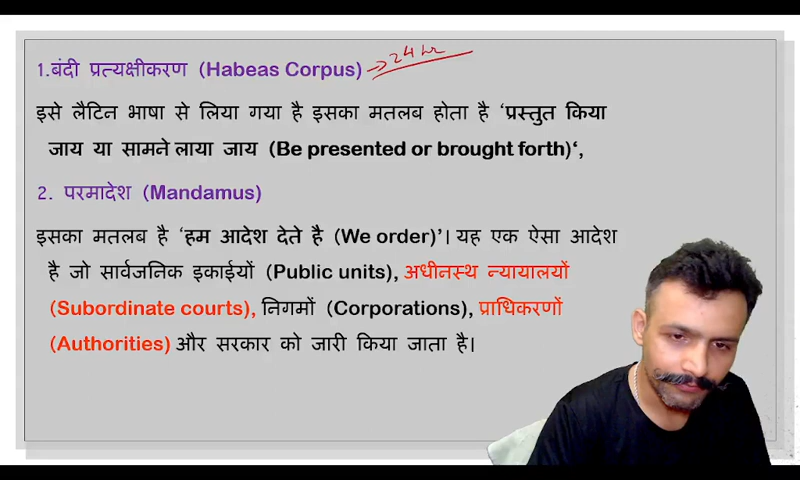 1.बंदी प्रत्यक्षीकरण (Habeas Corpus) → 24 hr
इसे लैटिन भाषा से लिया गया है इसका मतलब होता है ‘प्रस्तुत किया
जाय या सामने लाया जाय (Be presented or brought forth)‘,
2. परमादेश (Mandamus)
इसका मतलब है ‘हम आदेश देते है (We order)’। यह एक ऐसा आदेश
है जो सार्वजनिक इकाईयों (Public units), अधीनस्थ न्यायालयों
(Subordinate courts), निगमों (Corporations), प्राधिकरणों
(Authorities) और सरकार को जारी किया जाता है।